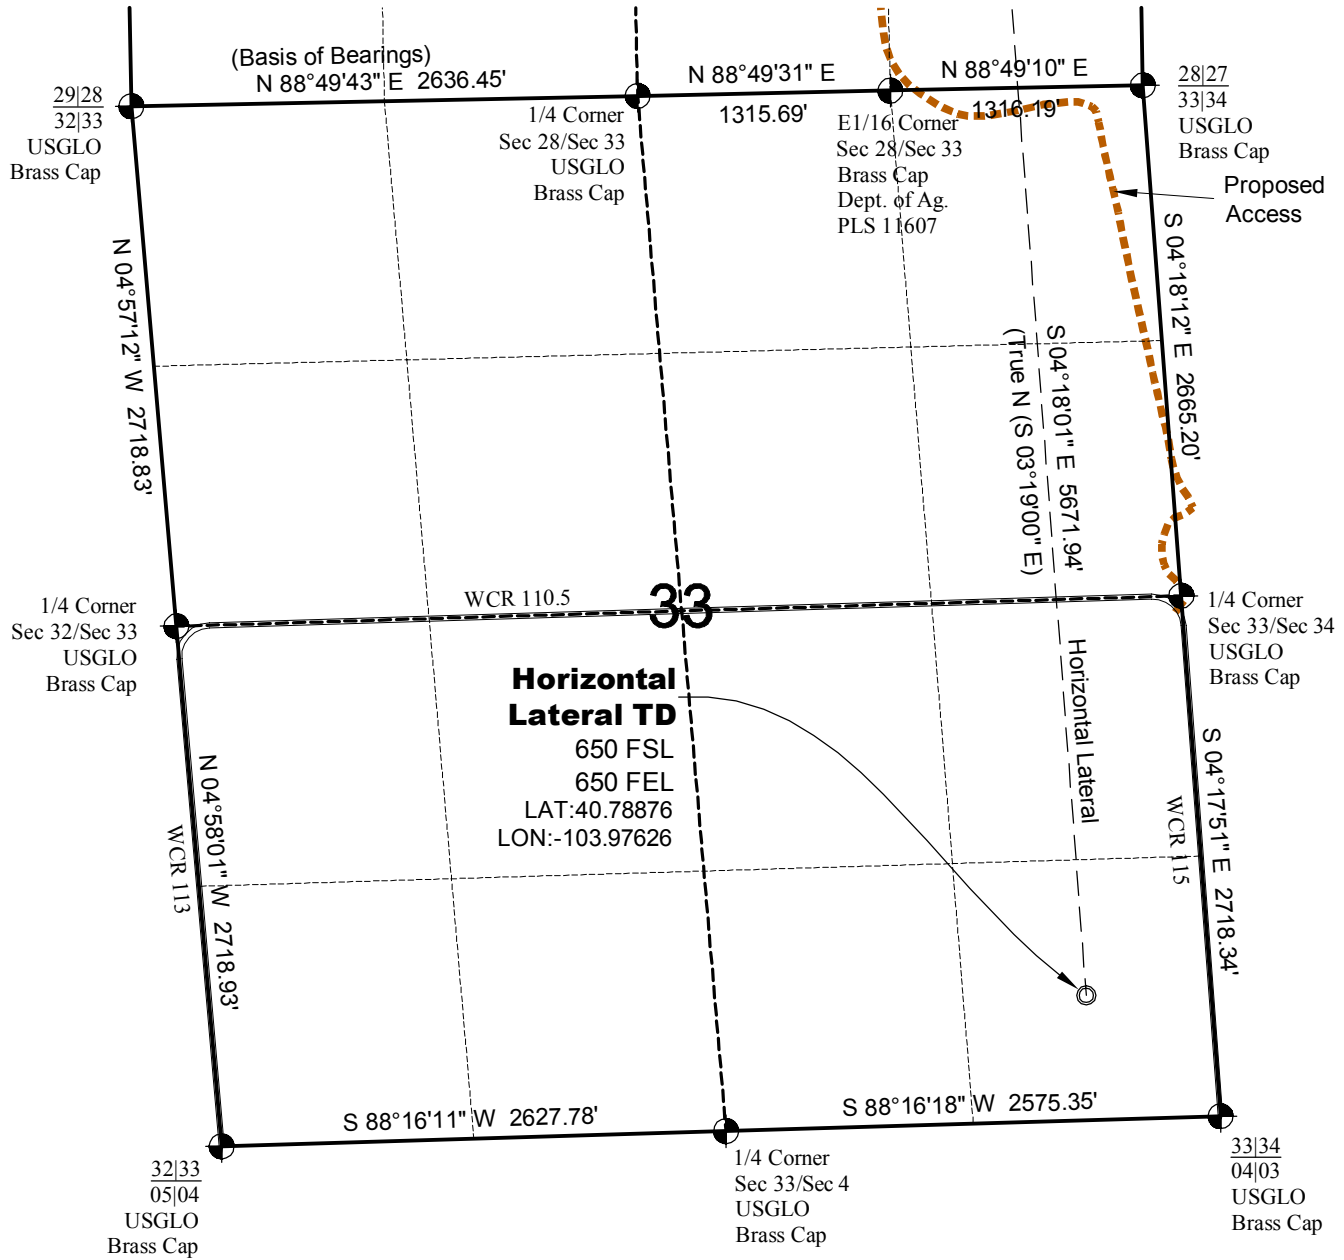 (Basis of Bearings)
N 88°49'43" E 2636.45'
N 88°49'31" E
1315.69'
N 88°49'10" E
1316.19'
29|28
32|33
USGLO
Brass Cap
1/4 Corner
Sec 28/Sec 33
USGLO
Brass Cap
E1/16 Corner
Sec 28/Sec 33
Brass Cap
Dept. of Ag.
PLS 11607
28|27
33|34
USGLO
Brass Cap
Proposed
Access
N 04°57'12" W 2718.83'
S 04°18'01" E 5671.94'
(True N (S 03°19'00" E)
S 04°18'12" E 2665.20'
1/4 Corner
Sec 32/Sec 33
USGLO
Brass Cap
WCR 110.5
33
1/4 Corner
Sec 33/Sec 34
USGLO
Brass Cap
Horizontal
Lateral TD
650 FSL
650 FEL
LAT:40.78876
LON:-103.97626
Horizontal Lateral
N 04°58'01" W 2718.93'
WCR 113
WCR 115
S 04°17'51" E 2718.34'
S 88°16'11" W 2627.78'
S 88°16'18" W 2575.35'
32|33
05|04
USGLO
Brass Cap
1/4 Corner
Sec 33/Sec 4
USGLO
Brass Cap
33|34
04|03
USGLO
Brass Cap